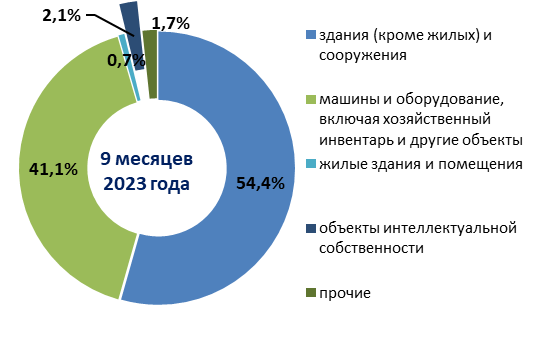 2,1%
1,7%
0,7%
41,1%
9 месяцев
2023 года
54,4%
здания (кроме жилых) и
сооружения
машины и оборудование,
включая хозяйственный
инвентарь и другие объекты
жилые здания и помещения
объекты интеллектуальной
собственности
прочие